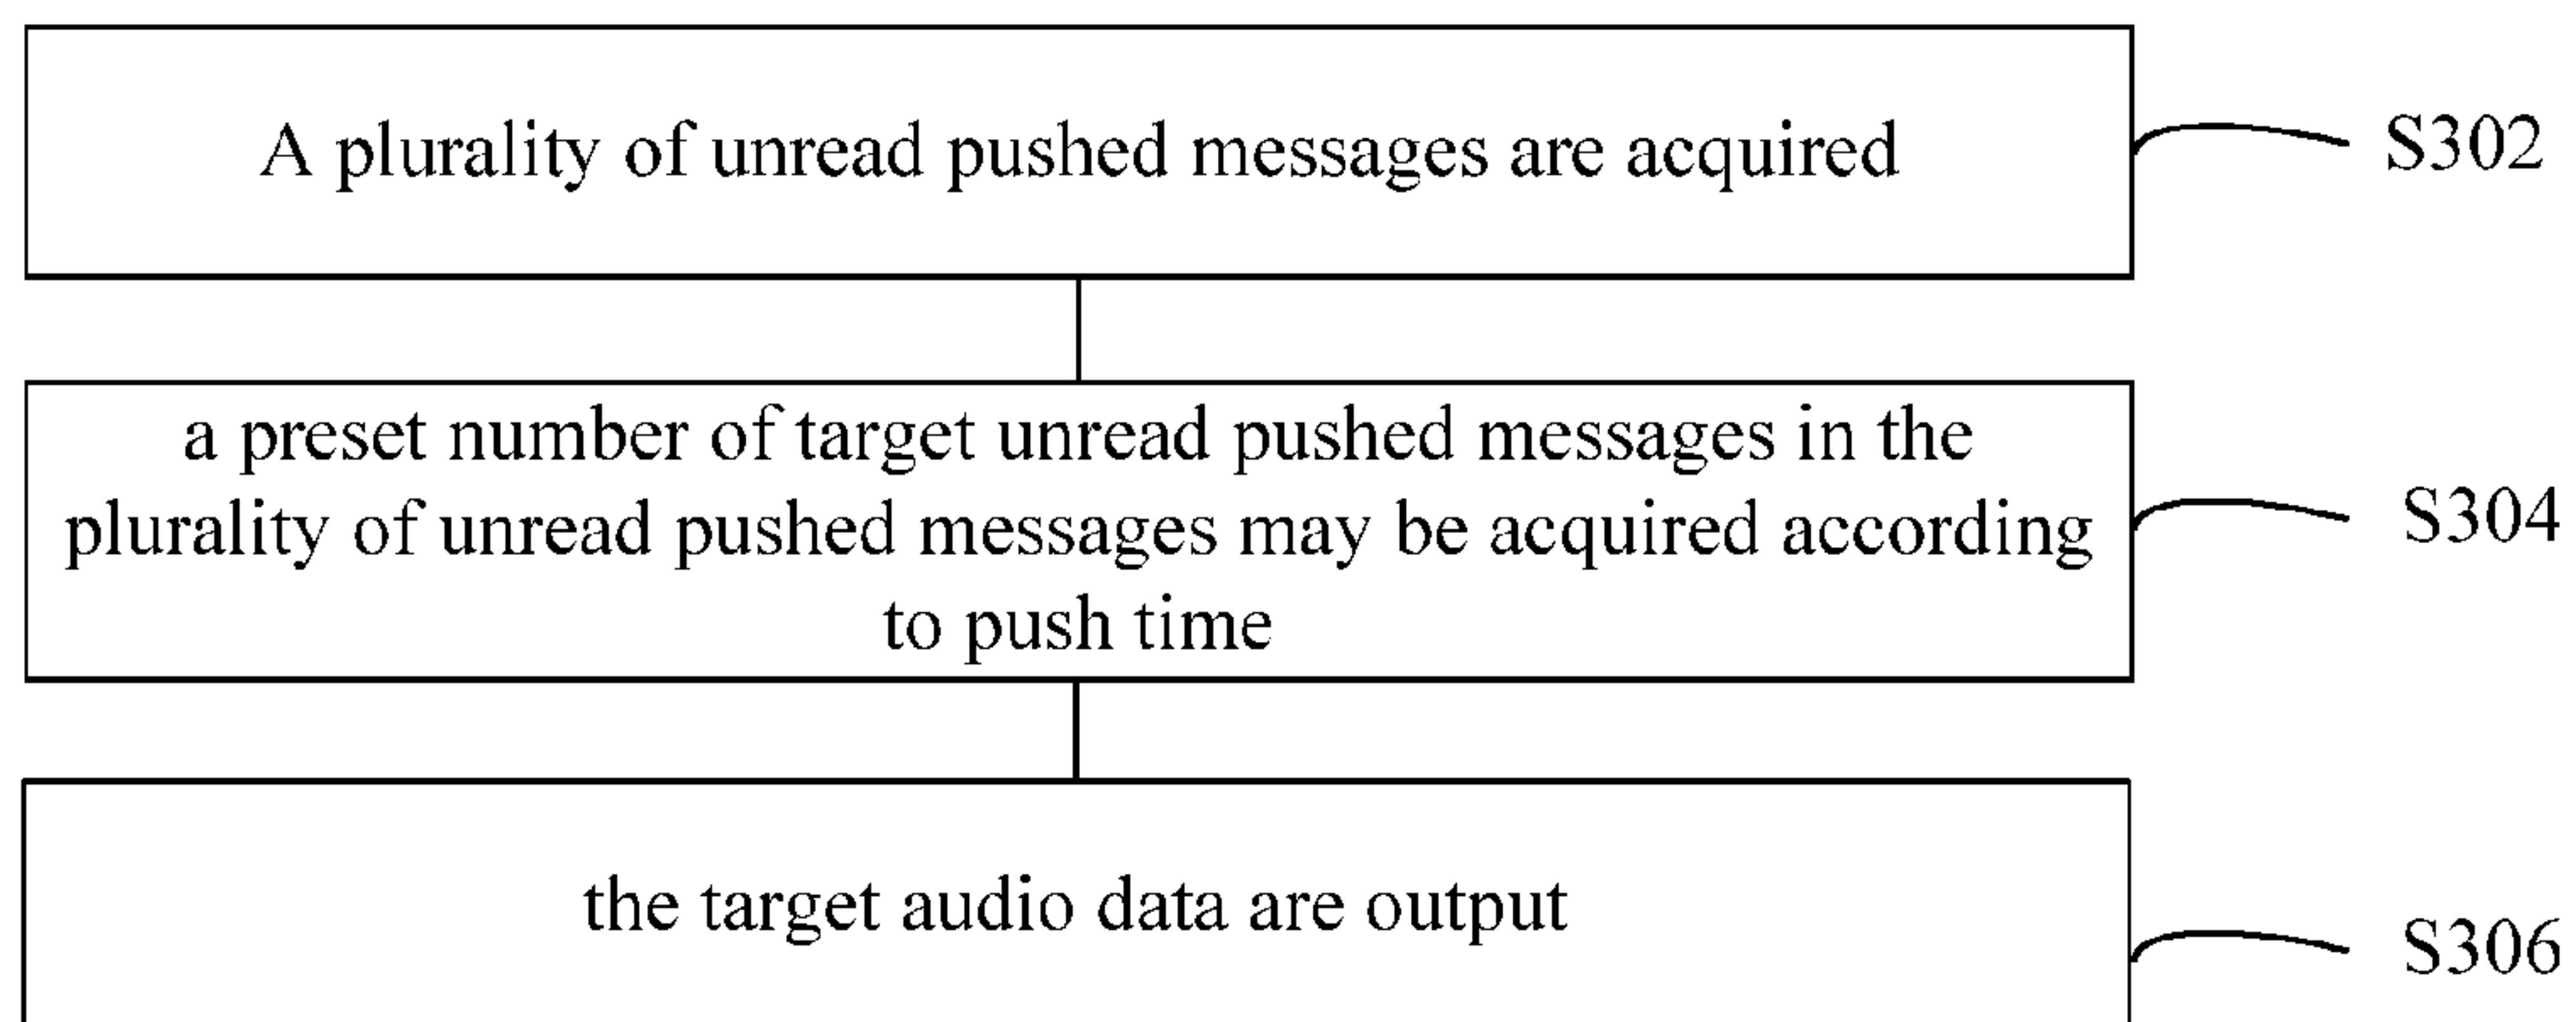 A plurality of unread pushed messages are acquired
S302
a preset number of target unread pushed messages in the
plurality of unread pushed messages may be acquired according
to push time
S304
the target audio data are output
S306